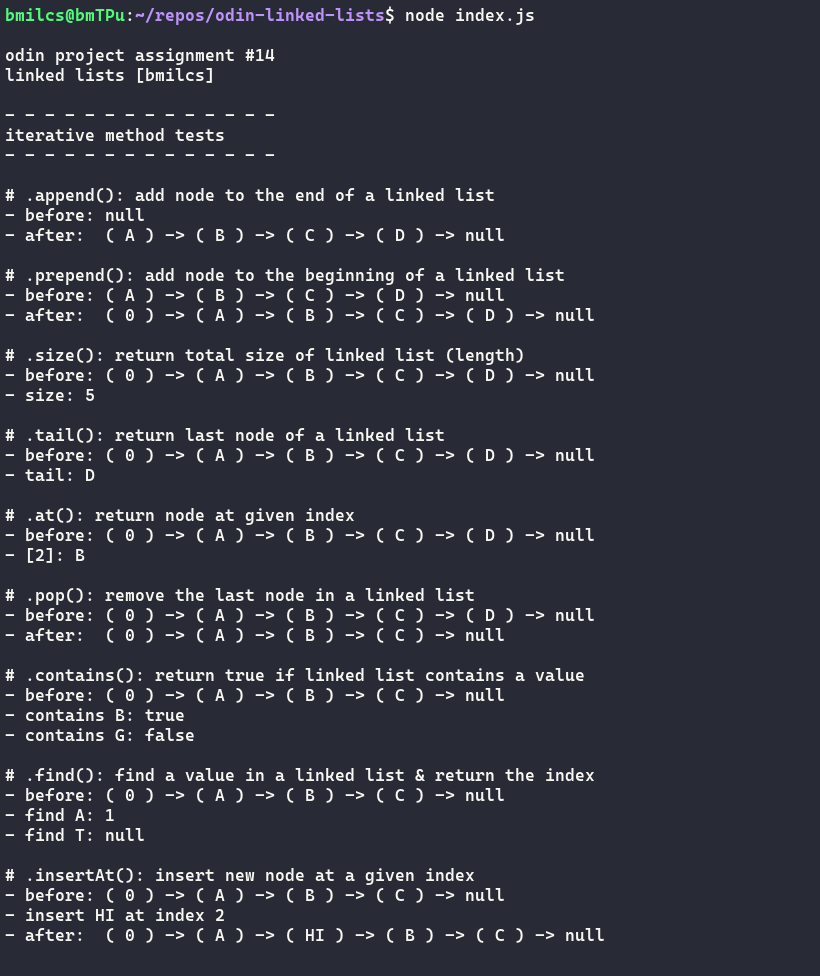 bmilcs@bmTPu:~/repos/odin-linked-lists$ node index.js
odin project assignment #14
linked lists [bmilcs]
- - - - - - - - - - - - - -
iterative method tests
- - - - - - - - - - - - - -
# .append(): add node to the end of a linked list
- before: null
- after:  ( A ) -> ( B ) -> ( C ) -> ( D ) -> null
# .prepend(): add node to the beginning of a linked list
- before: ( A ) -> ( B ) -> ( C ) -> ( D ) -> null
- after:  ( 0 ) -> ( A ) -> ( B ) -> ( C ) -> ( D ) -> null
# .size(): return total size of linked list (length)
- before: ( 0 ) -> ( A ) -> ( B ) -> ( C ) -> ( D ) -> null
- size: 5
# .tail(): return last node of a linked list
- before: ( 0 ) -> ( A ) -> ( B ) -> ( C ) -> ( D ) -> null
- tail: D
# .at(): return node at given index
- before: ( 0 ) -> ( A ) -> ( B ) -> ( C ) -> ( D ) -> null
- [2]: B
# .pop(): remove the last node in a linked list
- before: ( 0 ) -> ( A ) -> ( B ) -> ( C ) -> ( D ) -> null
- after:  ( 0 ) -> ( A ) -> ( B ) -> ( C ) -> null
# .contains(): return true if linked list contains a value
- before: ( 0 ) -> ( A ) -> ( B ) -> ( C ) -> null
- contains B: true
- contains G: false
# .find(): find a value in a linked list & return the index
- before: ( 0 ) -> ( A ) -> ( B ) -> ( C ) -> null
- find A: 1
- find T: null
# .insertAt(): insert new node at a given index
- before: ( 0 ) -> ( A ) -> ( B ) -> ( C ) -> null
- insert HI at index 2
- after:  ( 0 ) -> ( A ) -> ( HI ) -> ( B ) -> ( C ) -> null